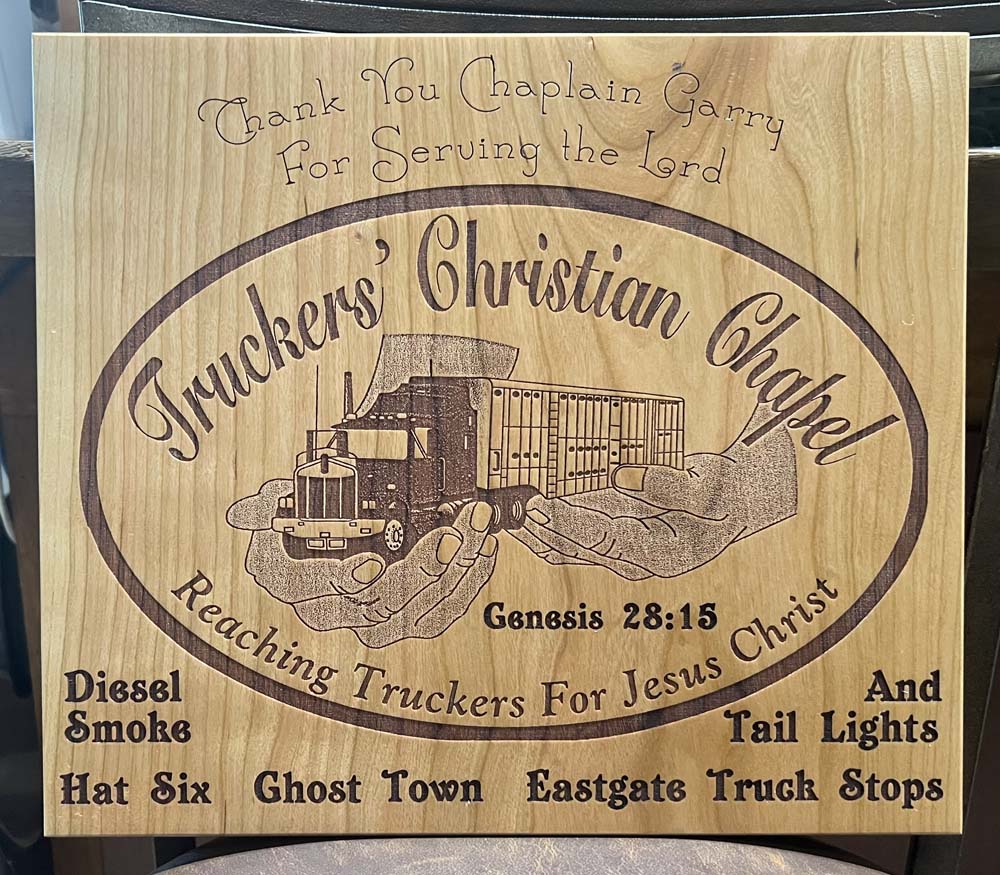 Thank You Chaplain Garry
For Serving the Lord
Truckers' Christian Chapel
Genesis 28:15
Reaching Truckers For Jesus Christ
Diesel
Smoke
And
Tail Lights
Hat Six Ghost Town Eastgate Truck Stops